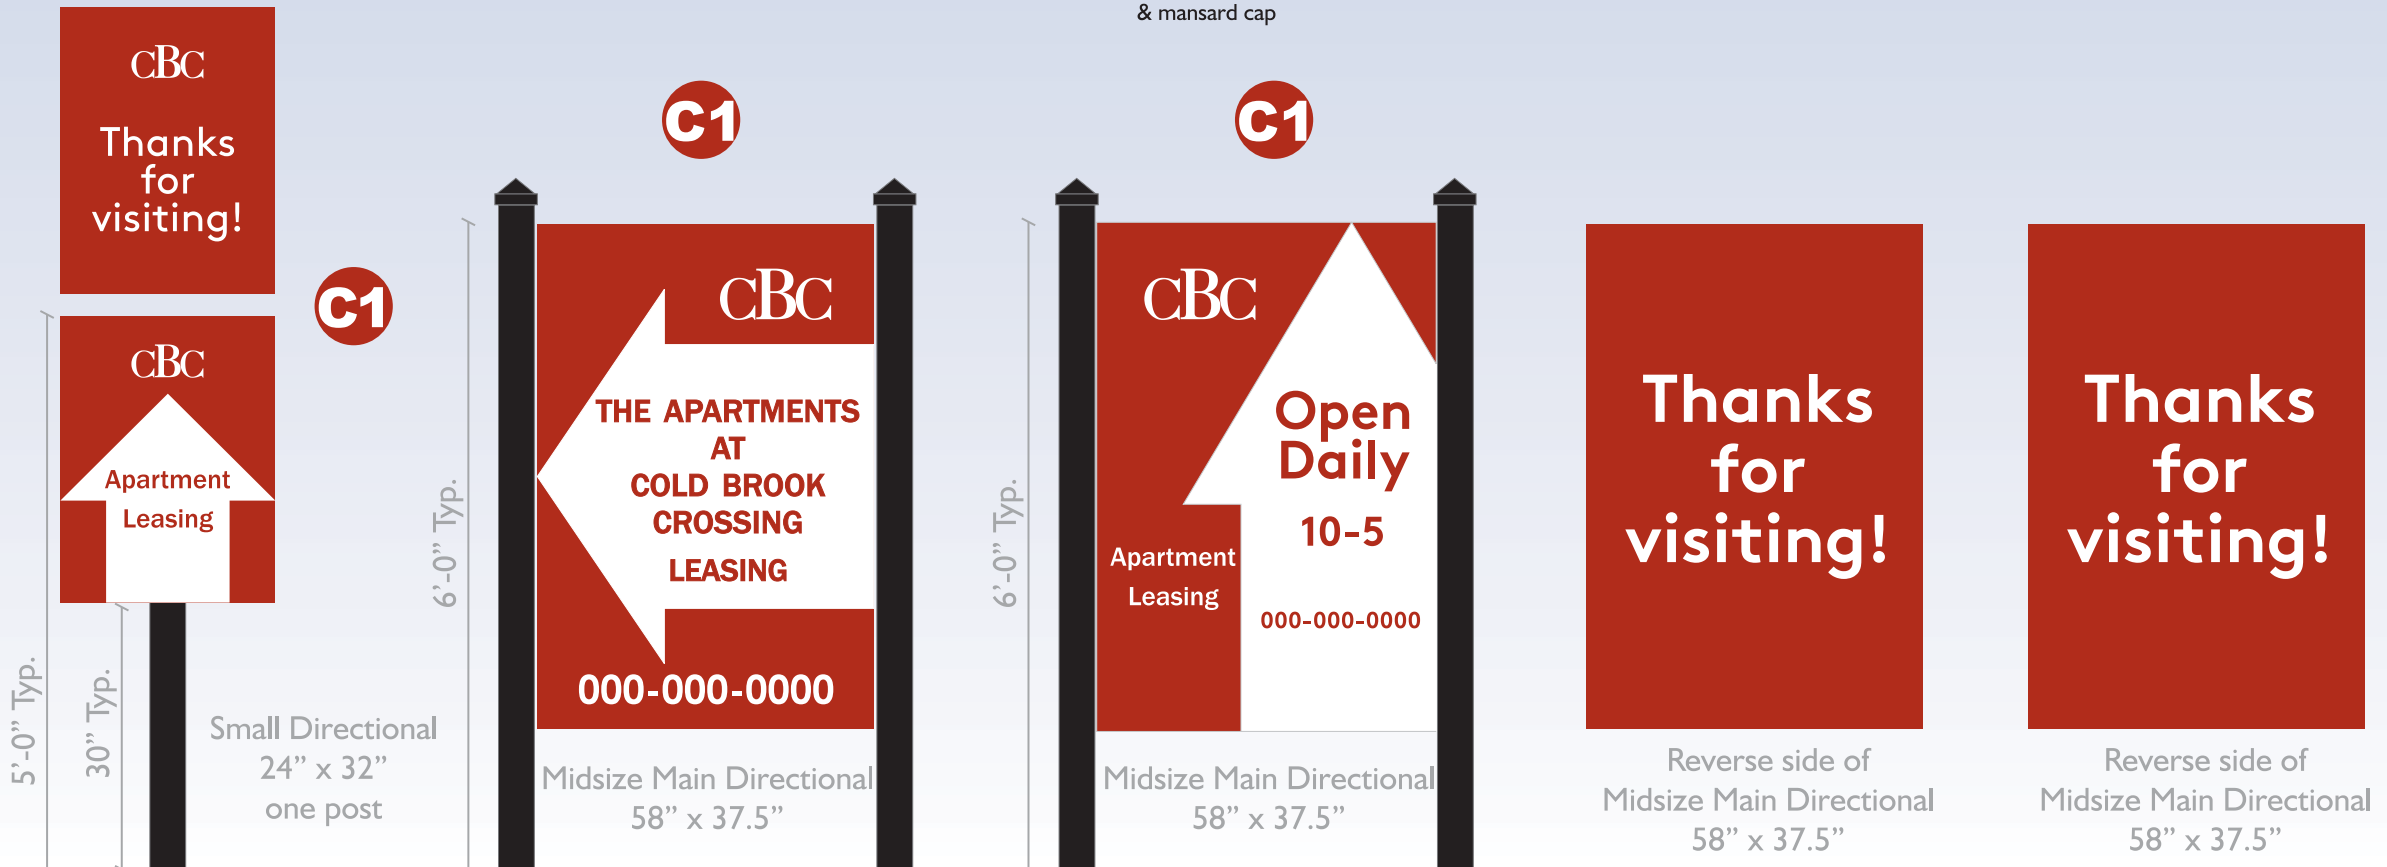 & mansard cap
CBC
Thanks
for
visiting!
C1
CBC
Apartment
Leasing
5’-0” Typ.
30” Typ.
Small Directional
24” x 32”
one post
C1
6’-0” Typ.
CBC
THE APARTMENTS
AT
COLD BROOK
CROSSING
LEASING
000-000-0000
Midsize Main Directional
58” x 37.5”
C1
6’-0” Typ.
CBC
Open
Daily
10-5
Apartment
Leasing
000-000-0000
Midsize Main Directional
58” x 37.5”
Thanks
for
visiting!
Reverse side of
Midsize Main Directional
58” x 37.5”
Thanks
for
visiting!
Reverse side of
Midsize Main Directional
58” x 37.5”